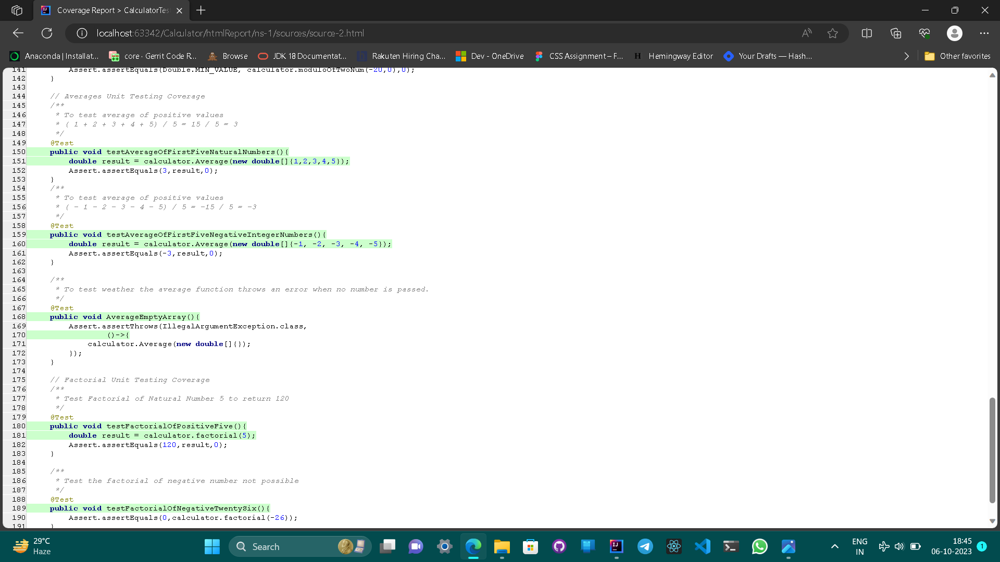 Coverage Report > CalculatorTes
localhost:63342/Calculator/htmlReport/ns-1/sources/source-2.html
Anaconda | Installat... core · Gerrit Code R... Browse JDK 18 Documentat... Rakuten Hiring Cha... Dev - OneDrive CSS Assignment – F... H Hemingway Editor Your Drafts — Hash... Other favorites
141 Assert.assertEquals(Double.MIN_VALUE, calculator.moduloOfTwoNum(-20,0),0);
142 }
143
144 // Averages Unit Testing Coverage
145 /**
146 * To test average of positive values
147 * ( 1 + 2 + 3 + 4 + 5) / 5 = 15 / 5 = 3
148 */
149 @Test
150 public void testAverageOfFirstFiveNaturalNumbers(){
151 double result = calculator.Average(new double[]{1,2,3,4,5});
152 Assert.assertEquals(3,result,0);
153 }
154 /**
155 * To test average of positive values
156 * ( - 1 - 2 - 3 - 4 - 5) / 5 = -15 / 5 = -3
157 */
158 @Test
159 public void testAverageOfFirstFiveNegativeIntegerNumbers(){
160 double result = calculator.Average(new double[]{-1, -2, -3, -4, -5});
161 Assert.assertEquals(-3,result,0);
162 }
163
164 /**
165 * To test weather the average function throws an error when no number is passed.
166 */
167 @Test
168 public void AverageEmptyArray(){
169 Assert.assertThrows(IllegalArgumentException.class,
170 ()->{
171 calculator.Average(new double[]{});
172 });
173 }
174
175 // Factorial Unit Testing Coverage
176 /**
177 * Test Factorial of Natural Number 5 to return 120
178 */
179 @Test
180 public void testFactorialOfPositiveFive(){
181 double result = calculator.factorial(5);
182 Assert.assertEquals(120,result,0);
183 }
184
185 /**
186 * Test the factorial of negative number not possible
187 */
188 @Test
189 public void testFactorialOfNegativeTwentySix(){
190 Assert.assertEquals(0,calculator.factorial(-26));
191 }
29°C
Haze
Search
ENG
IN
18:45
06-10-2023
1